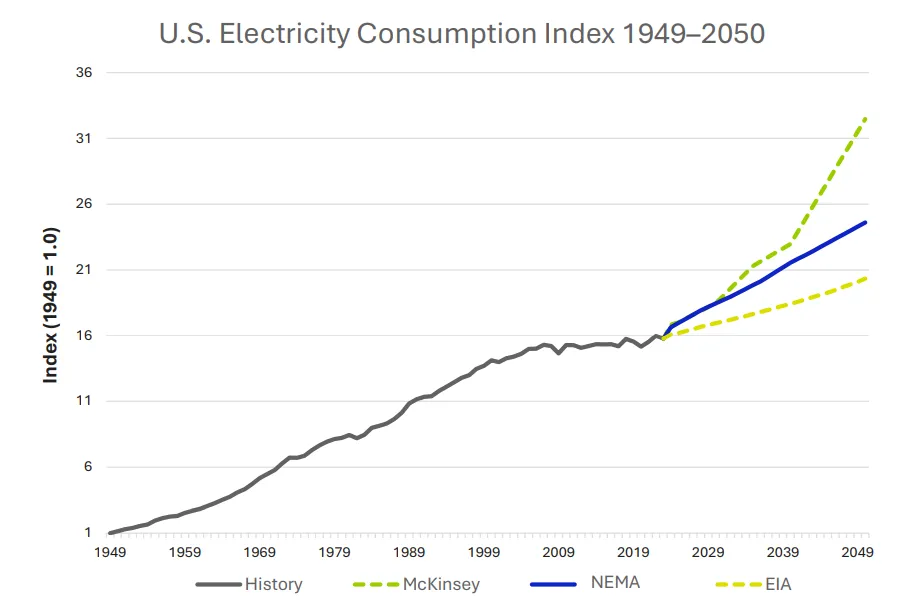 U.S. Electricity Consumption Index 1949–2050
Index (1949 = 1.0)
36
31
26
21
16
11
6
1
1949 1959 1969 1979 1989 1999 2009 2019 2029 2039 2049
History McKinsey NEMA EIA